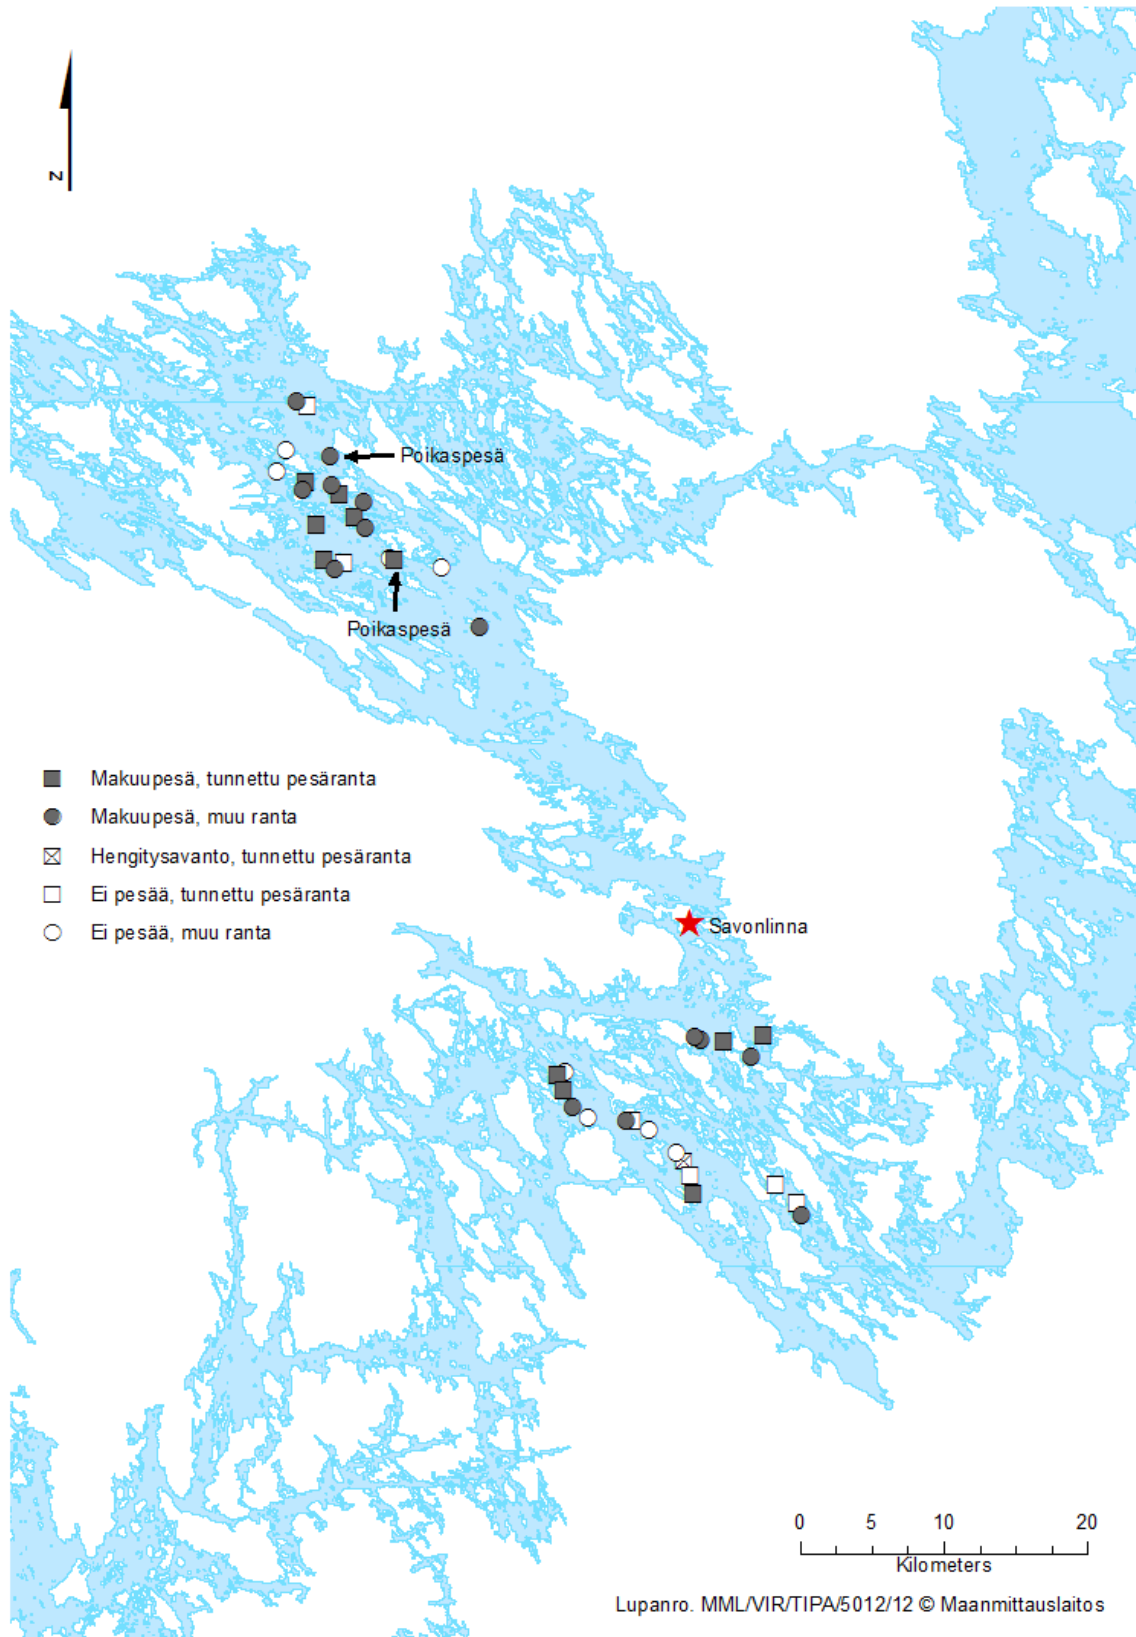 N
Poikaspesä
Poikaspesä
Makuupesä, tunnettu pesäranta
Makuupesä, muu ranta
Hengitysavanto, tunnettu pesäranta
Ei pesää, tunnettu pesäranta
Ei pesää, muu ranta
Savonlinna
0 5 10 20
Kilometers
Lupanro. MML/VIR/TIPA/5012/12 © Maanmittauslaitos